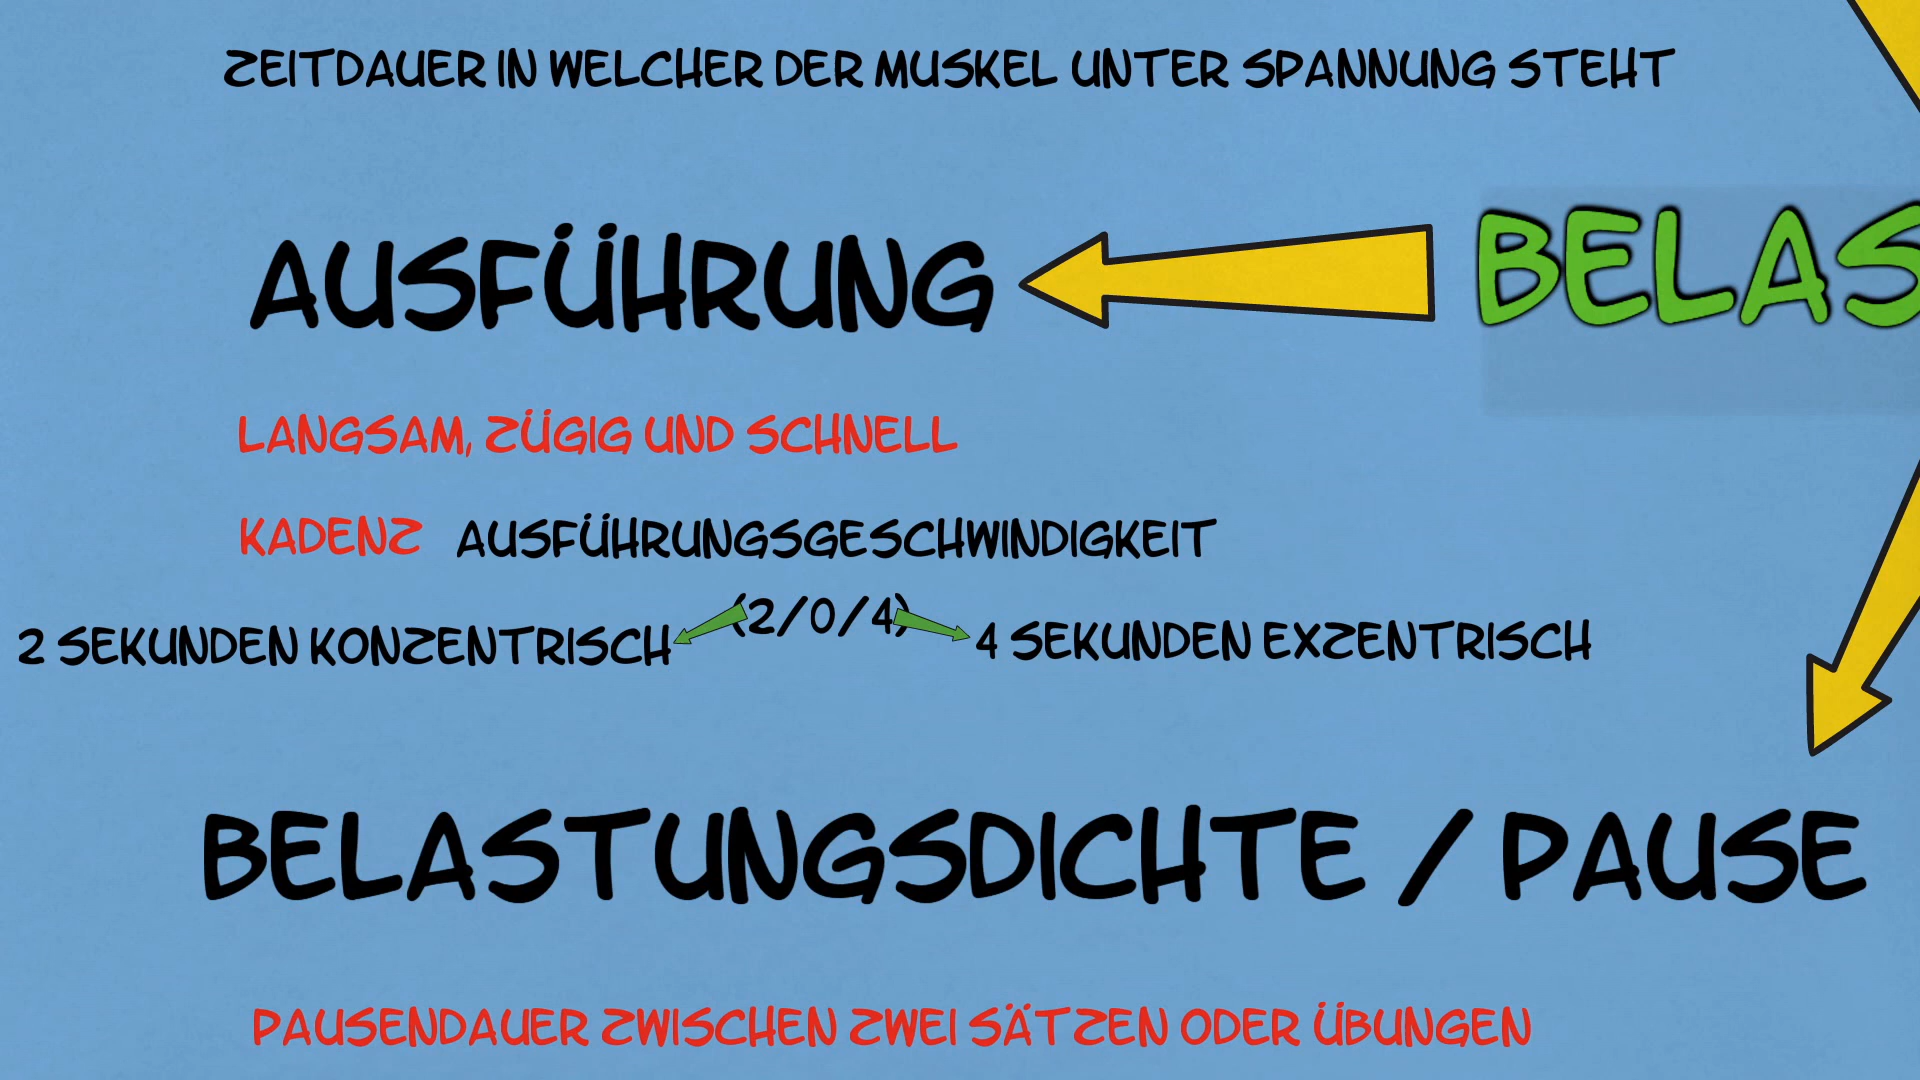 ZEITDAUER IN WELCHER DER MUSKEL UNTER SPANNUNG STEHT
AUSFÜHRUNG
BELAS
LANGSAM, ZÜGIG UND SCHNELL
KADENZ AUSFÜHRUNGSGESCHWINDIGKEIT
(2/0/4)
2 SEKUNDEN KONZENTRISCH
4 SEKUNDEN EXZENTRISCH
BELASTUNGSDICHTE / PAUSE
PAUSENDAUER ZWISCHEN ZWEI SÄTZEN ODER ÜBUNGEN